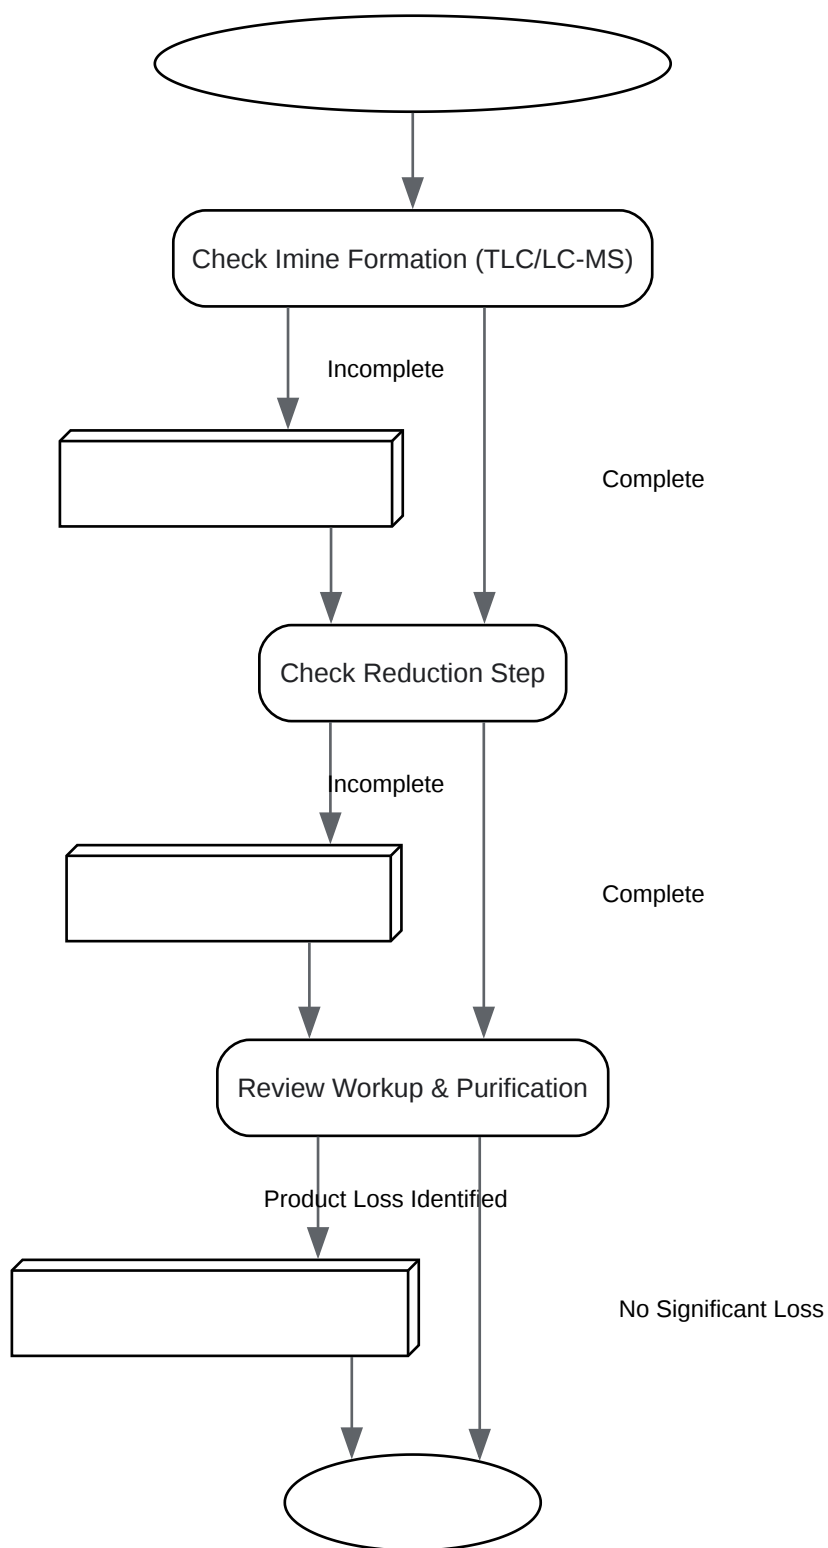 Check Imine Formation (TLC/LC-MS)
Incomplete
Complete
Check Reduction Step
Incomplete
Complete
Review Workup & Purification
Product Loss Identified
No Significant Loss